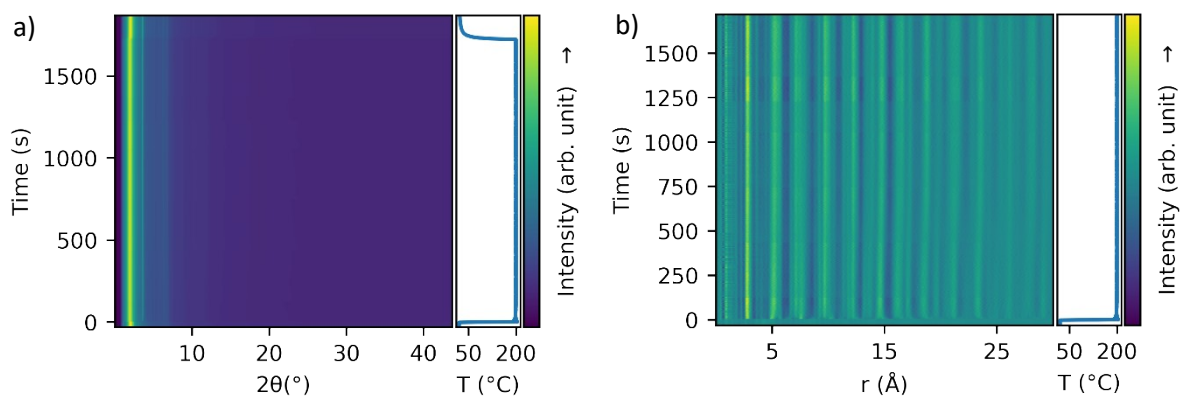 a)
Time (s)
1500
1000
500
0
10 20 30 40
2θ(°)
50 200
T (°C)
Intensity (arb. unit) →
b)
Time (s)
1500
1250
1000
750
500
250
0
5 15 25
r (Å)
50 200
T (°C)
Intensity (arb. unit) →